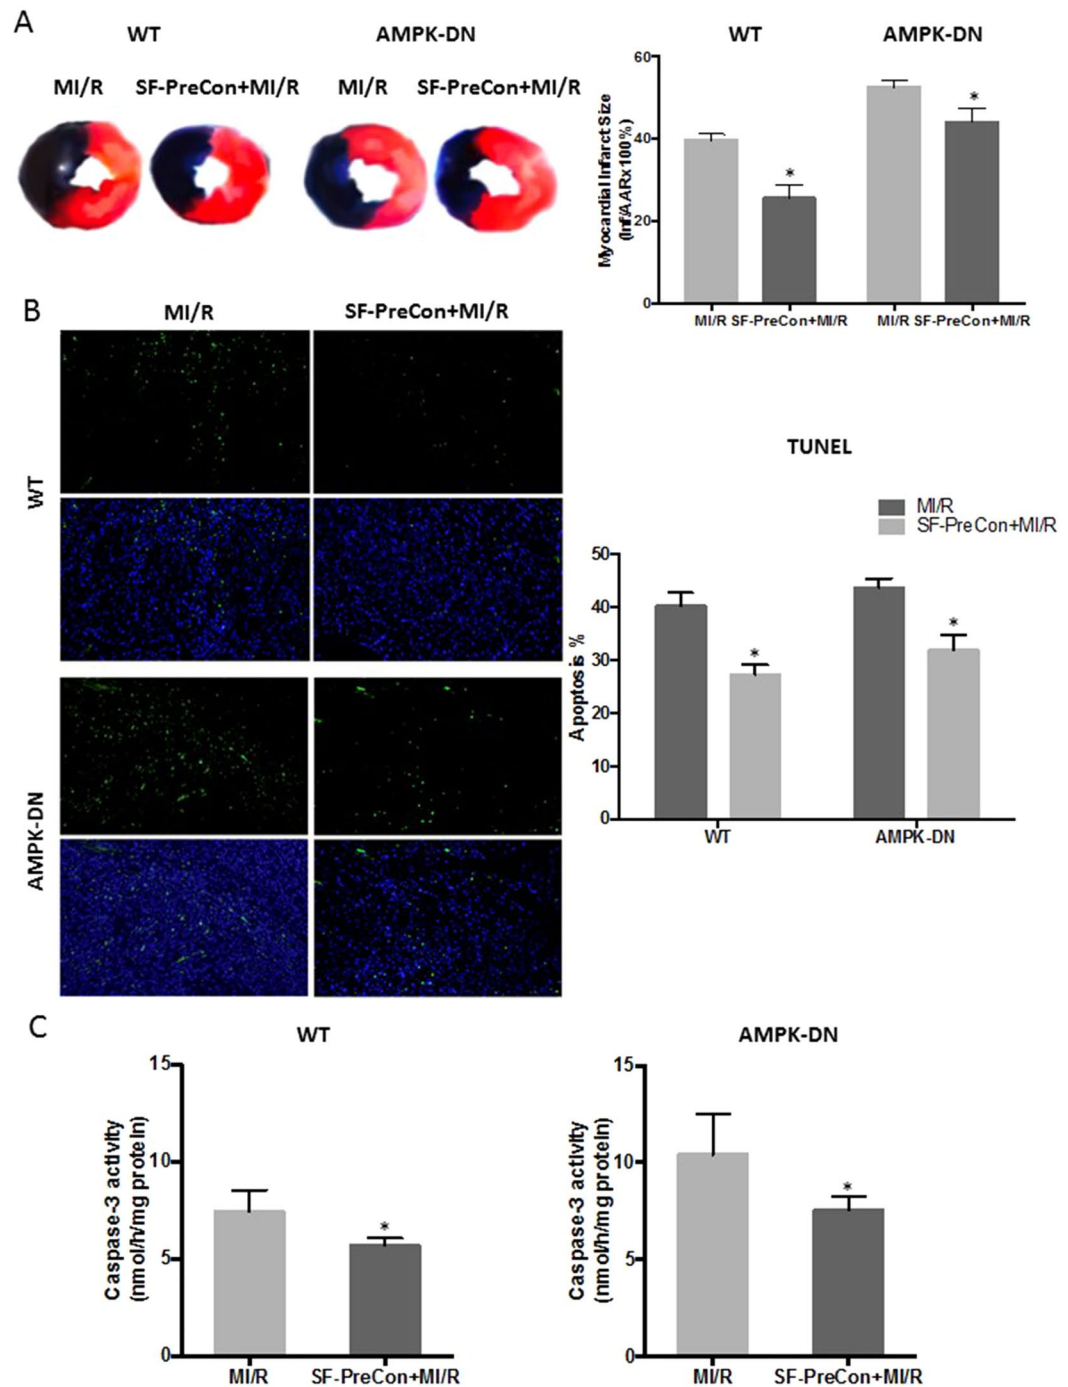 A
WT
AMPK-DN
MI/R
SF-PreCon+MI/R
MI/R
SF-PreCon+MI/R
WT
AMPK-DN
Myocardial Infarct Size
(Inf/AARx100%)
60
40
20
0
*
*
MI/R
SF-PreCon+MI/R
MI/R
SF-PreCon+MI/R
B
MI/R
SF-PreCon+MI/R
WT
AMPK-DN
TUNEL
MI/R
SF-PreCon+MI/R
Apoptosis %
50
40
30
20
10
0
*
*
WT
AMPK-DN
C
WT
Caspase-3 activity
(nmol/h/mg protein)
15
10
5
0
*
MI/R
SF-PreCon+MI/R
AMPK-DN
Caspase-3 activity
(nmol/h/mg protein)
15
10
5
0
*
MI/R
SF-PreCon+MI/R